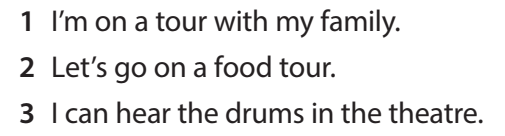 1 I'm on a tour with my family.
2 Let's go on a food tour.
3 I can hear the drums in the theatre.